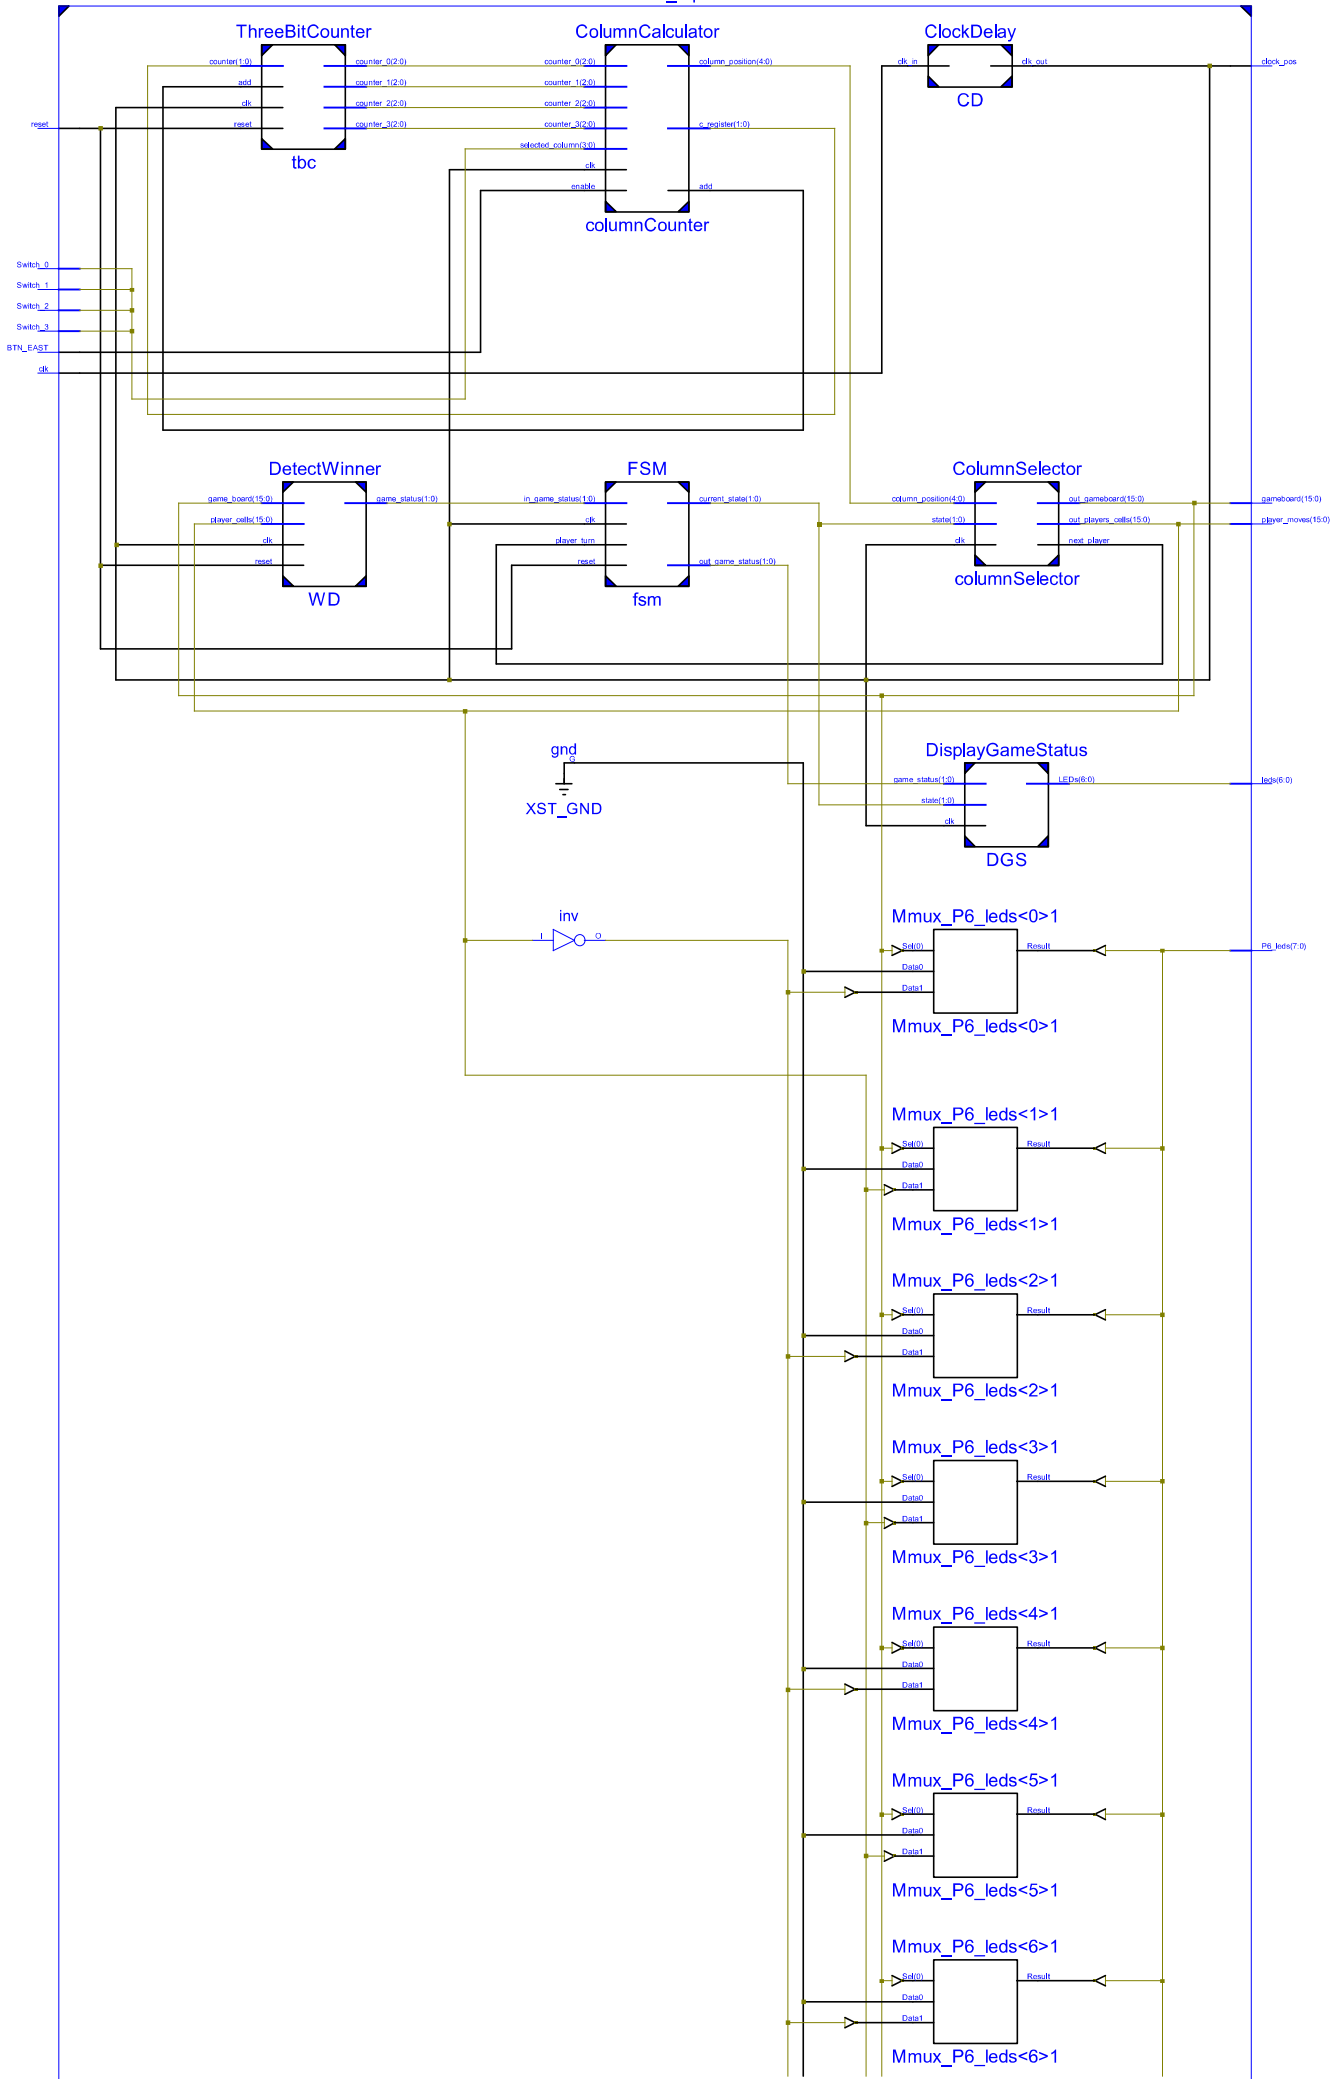 ThreeBitCounter
counter(1:0)
add
clk
reset
counter_0(2:0)
counter_1(2:0)
counter_2(2:0)
counter_3(2:0)
tbc
ColumnCalculator
counter_0(2:0)
counter_1(2:0)
counter_2(2:0)
counter_3(2:0)
selected_column(3:0)
clk
enable
column_position(4:0)
c_register(1:0)
add
columnCounter
ClockDelay
clk_in
clk_out
CD
clock_pos
reset
Switch_0
Switch_1
Switch_2
Switch_3
BTN_EAST
clk
DetectWinner
game_board(15:0)
player_cells(15:0)
clk
reset
game_status(1:0)
WD
FSM
in_game_status(1:0)
clk
player_turn
reset
current_state(1:0)
out_game_status(1:0)
fsm
ColumnSelector
column_position(4:0)
state(1:0)
clk
out_gameboard(15:0)
out_players_cells(15:0)
next_player
columnSelector
gameboard(15:0)
player_moves(15:0)
gnd
G
XST_GND
DisplayGameStatus
game_status(1:0)
state(1:0)
clk
LEDs(6:0)
DGS
leds(6:0)
inv
I
O
Mmux_P6_leds<0>1
Sel(0)
Data0
Data1
Result
Mmux_P6_leds<0>1
P6_leds(7:0)
Mmux_P6_leds<1>1
Sel(0)
Data0
Data1
Result
Mmux_P6_leds<1>1
Mmux_P6_leds<2>1
Sel(0)
Data0
Data1
Result
Mmux_P6_leds<2>1
Mmux_P6_leds<3>1
Sel(0)
Data0
Data1
Result
Mmux_P6_leds<3>1
Mmux_P6_leds<4>1
Sel(0)
Data0
Data1
Result
Mmux_P6_leds<4>1
Mmux_P6_leds<5>1
Sel(0)
Data0
Data1
Result
Mmux_P6_leds<5>1
Mmux_P6_leds<6>1
Sel(0)
Data0
Data1
Result
Mmux_P6_leds<6>1